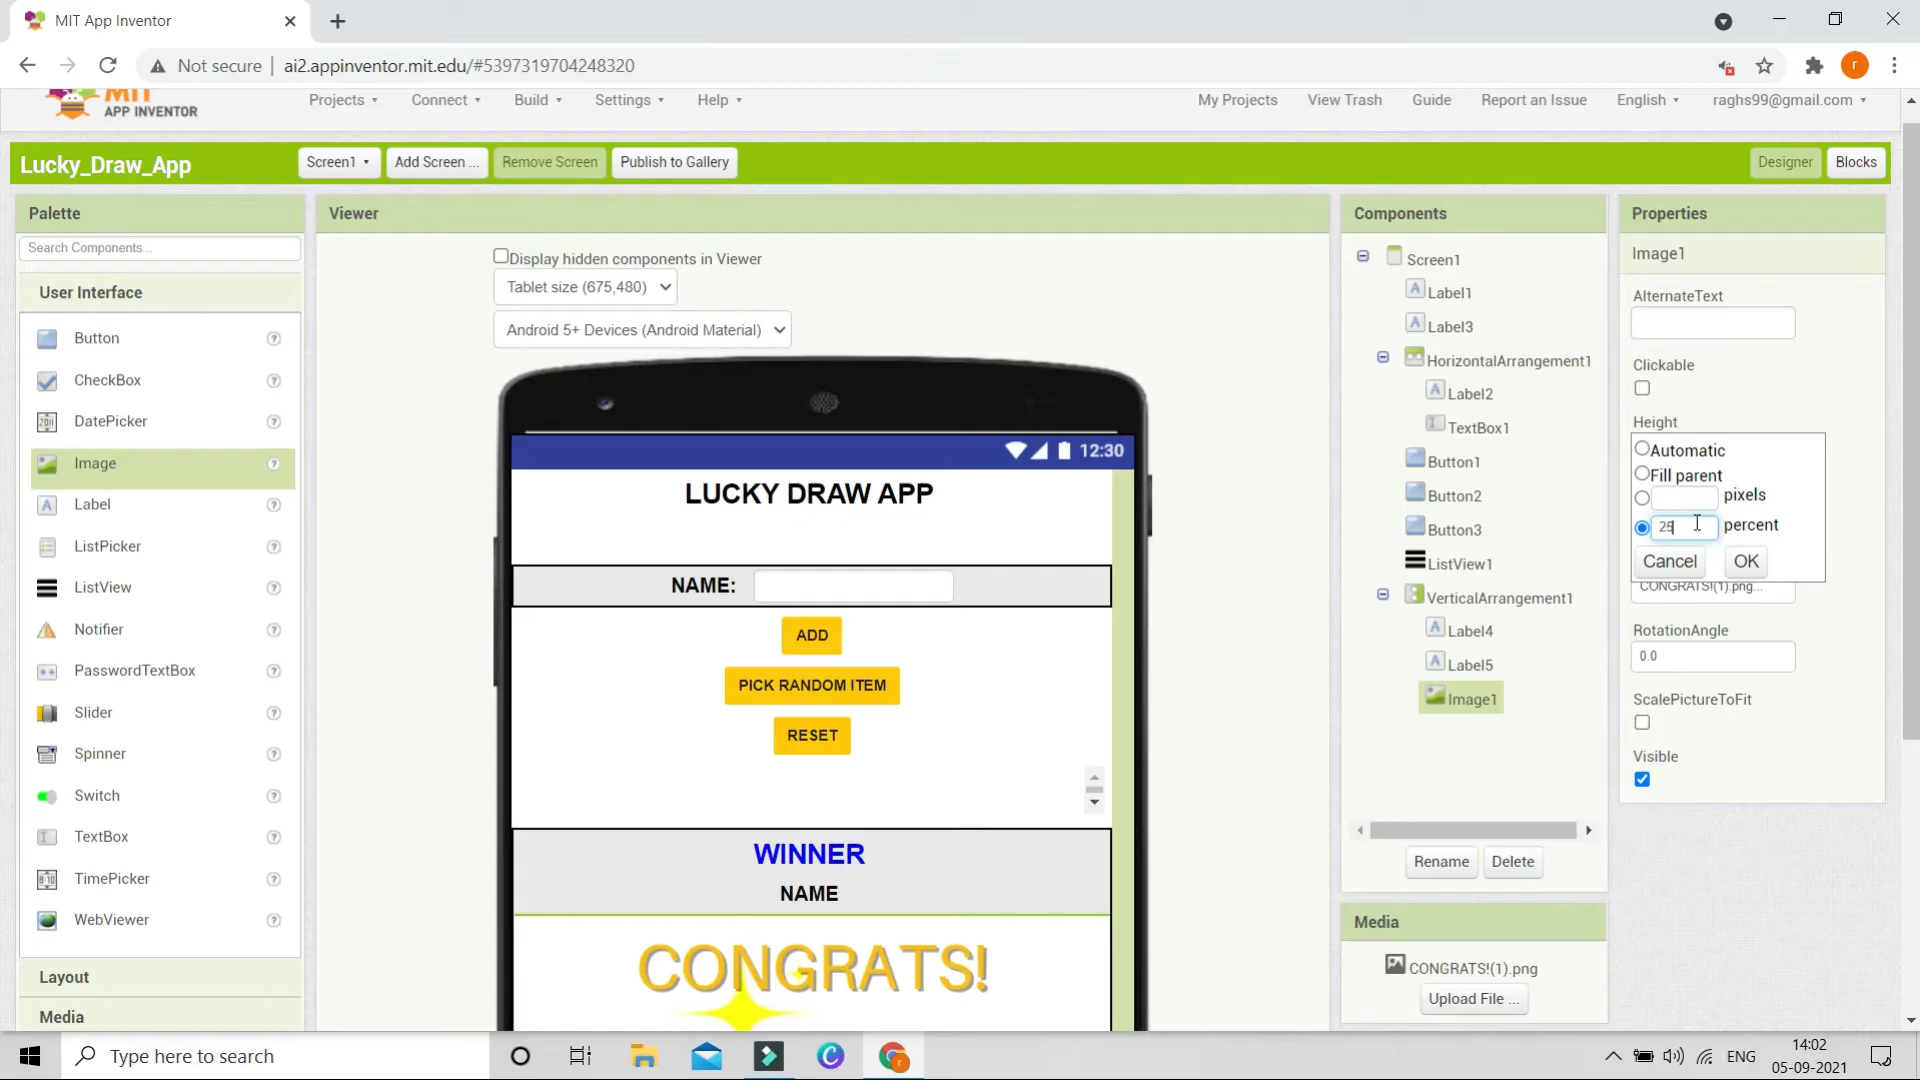 MIT App Inventor
Not secure
ai2.appinventor.mit.edu/#5397319704248320
r
MIT
APP INVENTOR
Projects
Connect
Build
Settings
Help
My Projects
View Trash
Guide
Report an Issue
English
raghs99@gmail.com
Lucky_Draw_App
Screen1
Add Screen ...
Remove Screen
Publish to Gallery
Designer
Blocks
Palette
Search Components...
User Interface
Button
CheckBox
DatePicker
Image
Label
ListPicker
ListView
Notifier
PasswordTextBox
Slider
Spinner
Switch
TextBox
TimePicker
WebViewer
Layout
Media
Viewer
Display hidden components in Viewer
Tablet size (675,480)
Android 5+ Devices (Android Material)
12:30
LUCKY DRAW APP
NAME:
ADD
PICK RANDOM ITEM
RESET
WINNER
NAME
CONGRATS!
Components
Screen1
Label1
Label3
HorizontalArrangement1
Label2
TextBox1
Button1
Button2
Button3
ListView1
VerticalArrangement1
Label4
Label5
Image1
Rename
Delete
Media
CONGRATS!(1).png
Upload File ...
Properties
Image1
AlternateText
Clickable
Height
Automatic
Fill parent
pixels
25 percent
Cancel
OK
CONGRATS!(1).png...
RotationAngle
0.0
ScalePictureToFit
Visible
Type here to search
ENG
14:02
05-09-2021